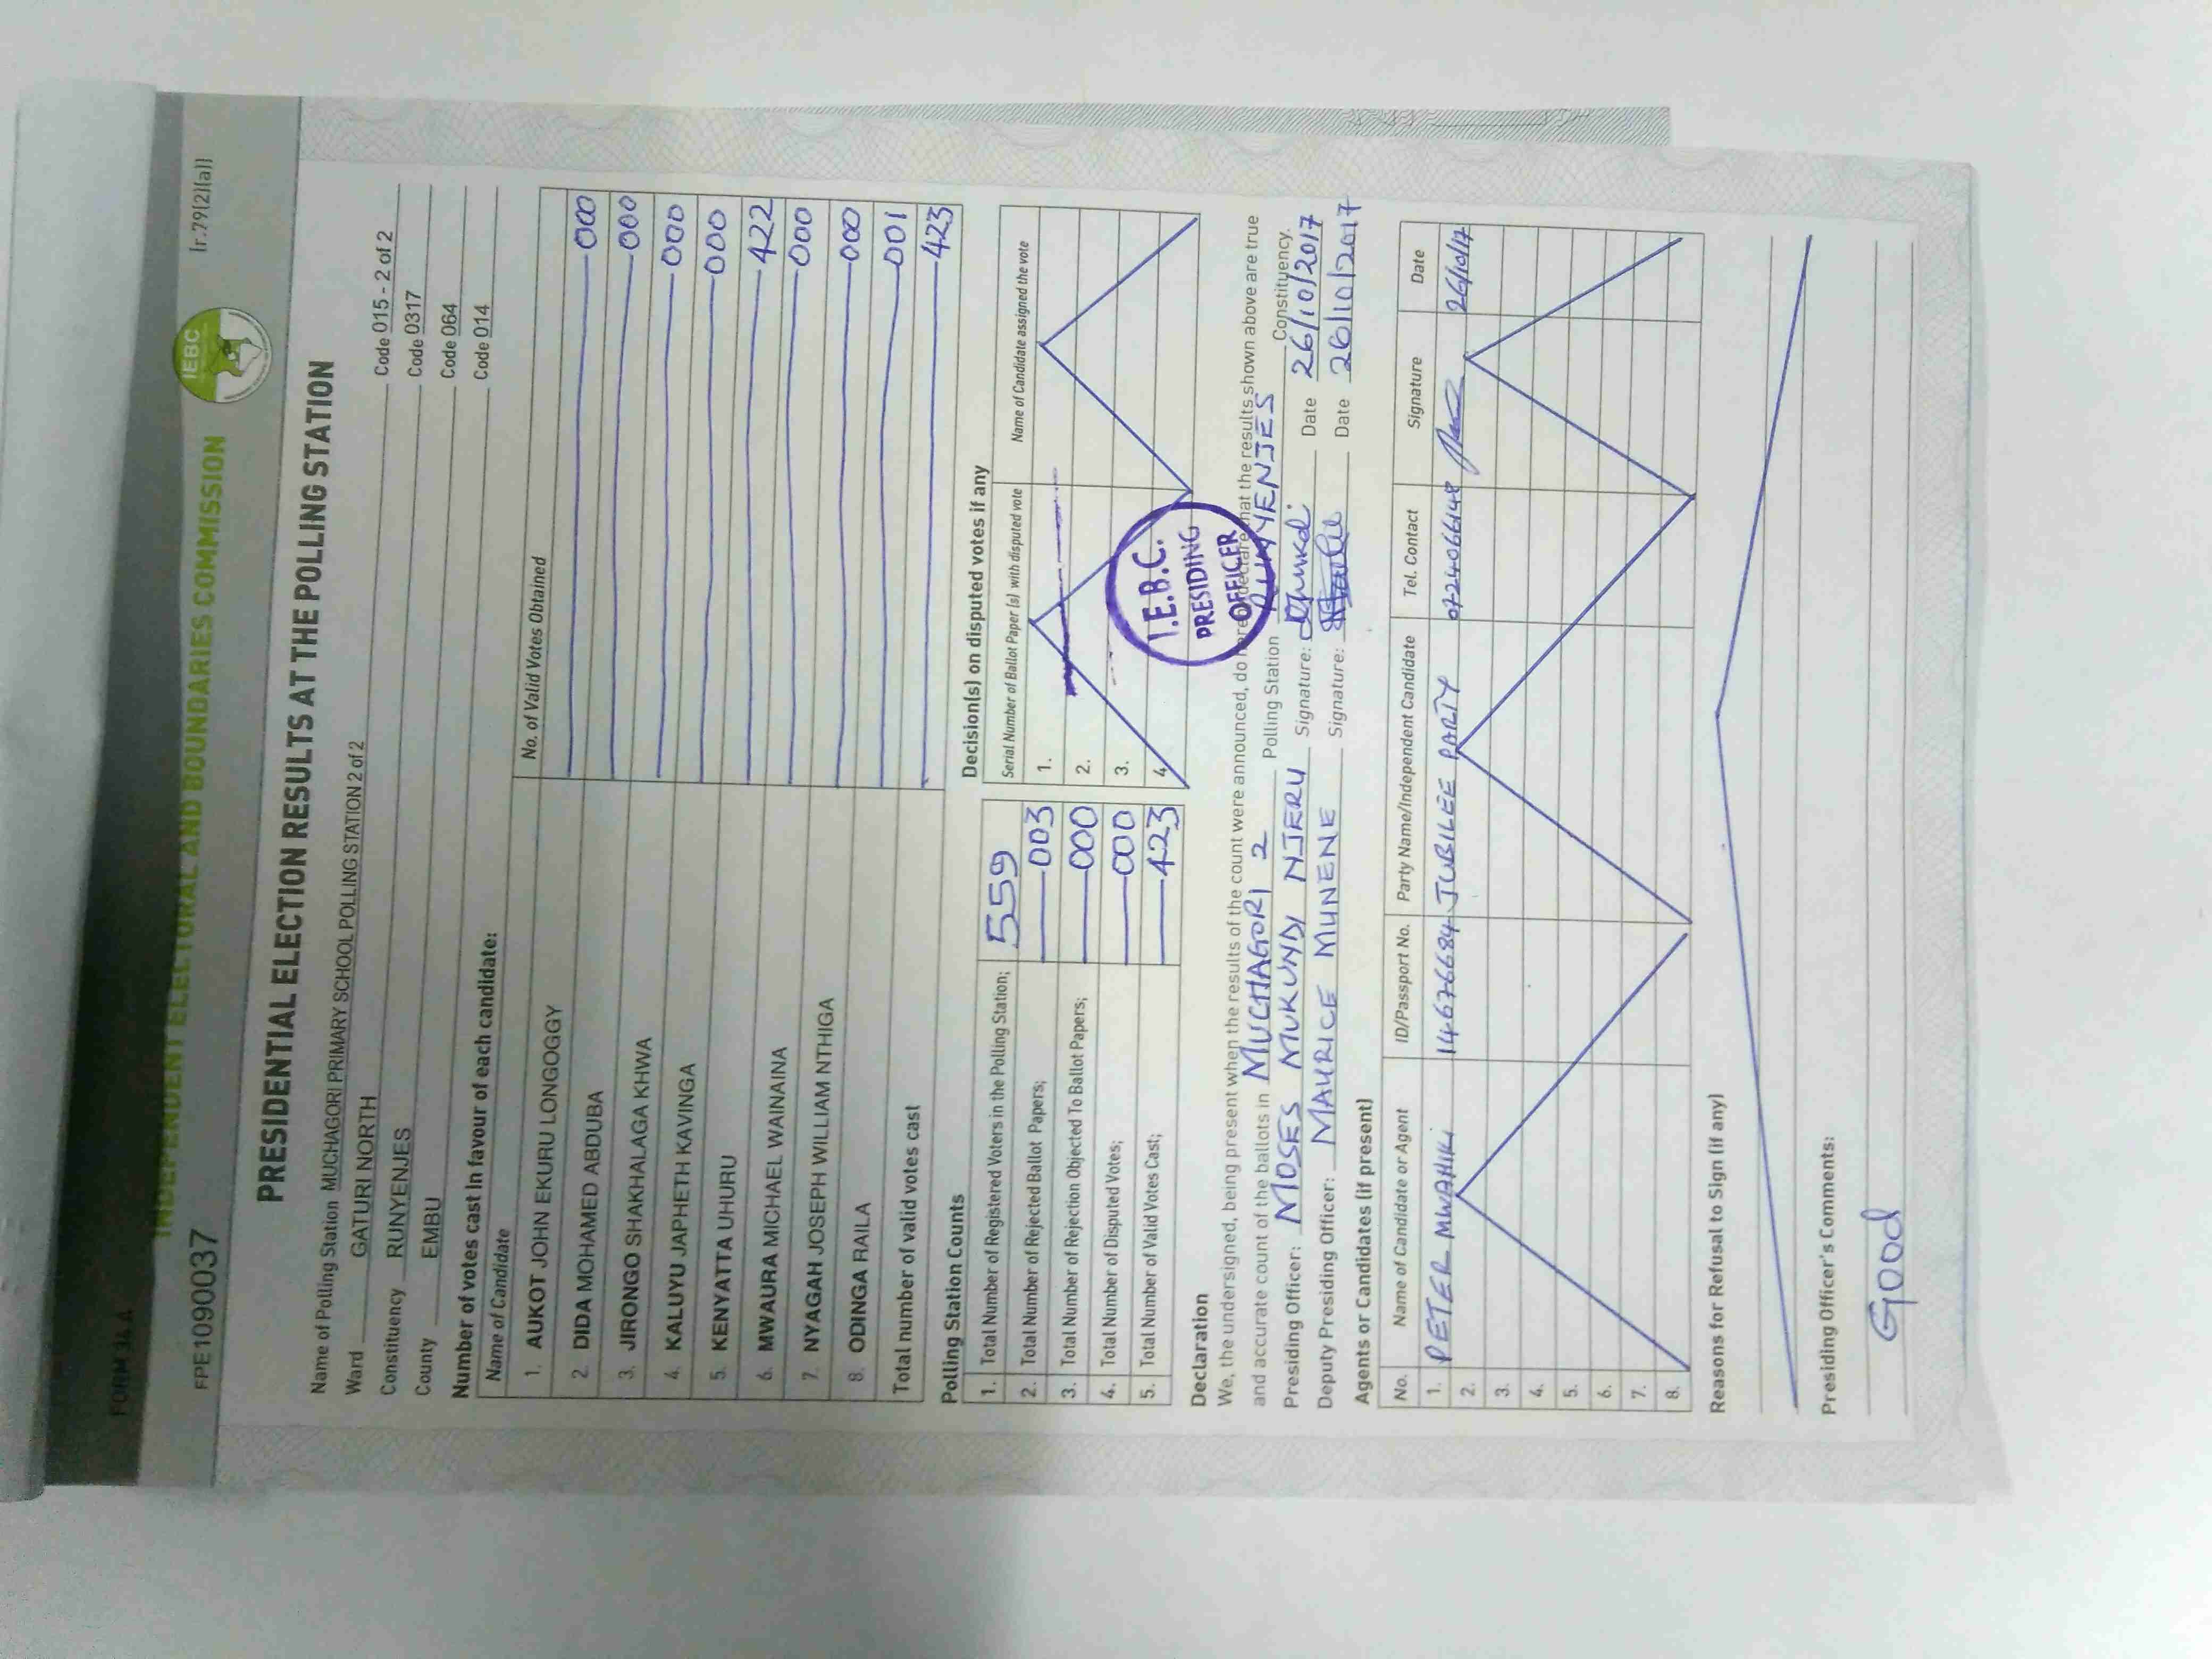 FORM 34 A
INDEPENDENT ELECTORAL AND BOUNDARIES COMMISSION
IEBC
FPE1090037 (r.79(2)(a))
PRESIDENTIAL ELECTION RESULTS AT THE POLLING STATION
Name of Polling Station MUCHAGORI PRIMARY SCHOOL POLLING STATION 2 of 2 Code 015 - 2 of 2
Ward GATURI NORTH Code 0317
Constituency RUNYENJES Code 064
County EMBU Code 014
Number of votes cast in favour of each candidate:
Name of Candidate No. of Valid Votes Obtained
1. AUKOT JOHN EKURU LONGOGGY 000
2. DIDA MOHAMED ABDUBA 000
3. JIRONGO SHAKHALAGA KHWA 000
4. KALUYU JAPHETH KAVINGA 000
5. KENYATTA UHURU 422
6. MWAURA MICHAEL WAINAINA 000
7. NYAGAH JOSEPH WILLIAM NTHIGA 000
8. ODINGA RAILA 001
Total number of valid votes cast 423
Polling Station Counts
1. Total Number of Registered Voters in the Polling Station; 559
2. Total Number of Rejected Ballot Papers; 003
3. Total Number of Rejection Objected To Ballot Papers; 000
4. Total Number of Disputed Votes; 000
5. Total Number of Valid Votes Cast; 423
Decision(s) on disputed votes if any
Serial Number of Ballot Paper (s) with disputed vote Name of Candidate assigned the vote
1.
2.
3.
4.
I.E.B.C.
PRESIDING
OFFICER
Declaration
We, the undersigned, being present when the results of the count were announced, do hereby declare that the results shown above are true
and accurate count of the ballots in MUCHAGORI 2 Polling Station RUNYENJES Constituency.
Presiding Officer: MOSES MUKUNDI NJERU Signature: Date 26/10/2017
Deputy Presiding Officer: MAURICE MUNENE Signature: Date 26/10/2017
Agents or Candidates (if present)
No. Name of Candidate or Agent ID/Passport No. Party Name/Independent Candidate Tel. Contact Signature Date
1. PETER MWANIKI 14676684 JUBILEE PARTY 0724066148 26/10/17
2.
3.
4.
5.
6.
7.
8.
Reasons for Refusal to Sign (if any)
Presiding Officer's Comments:
Good